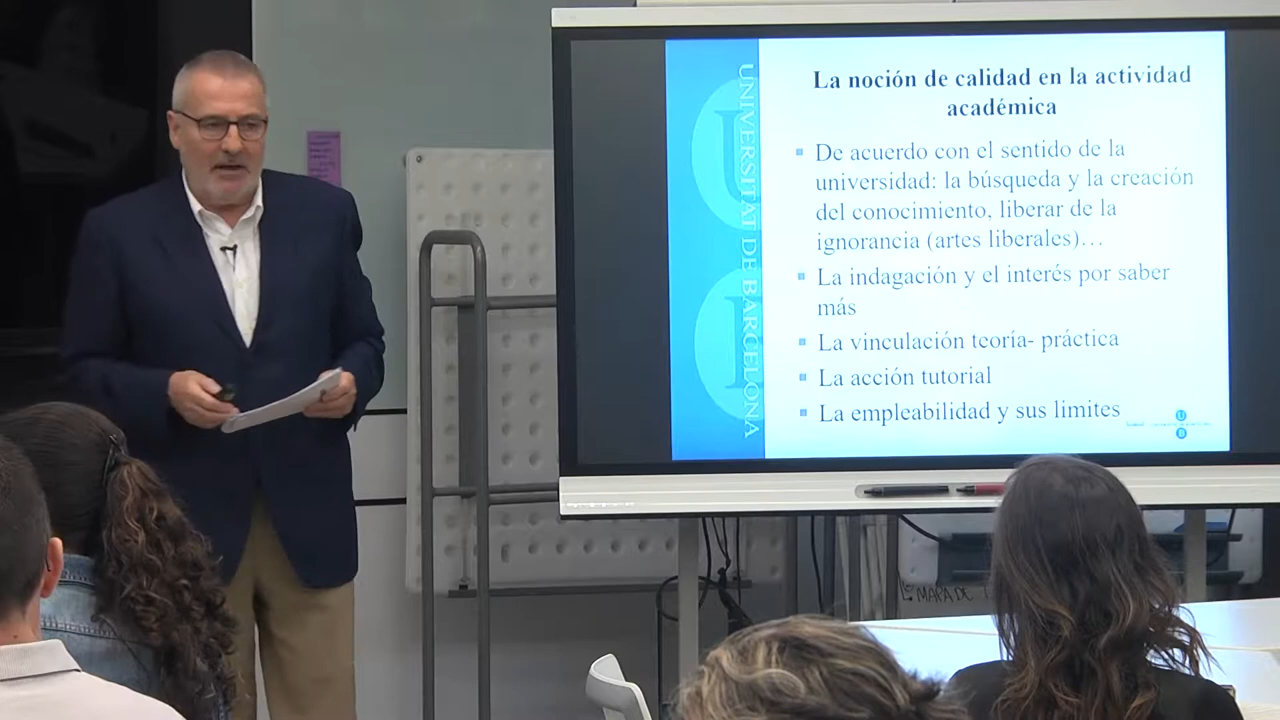 La noción de calidad en la actividad
académica
De acuerdo con el sentido de la
universidad: la búsqueda y la creación
del conocimiento, liberar de la
ignorancia (artes liberales)…
La indagación y el interés por saber
más
La vinculación teoría- práctica
La acción tutorial
La empleabilidad y sus limites
UNIVERSITAT DE BARCELONA
U
B
MAPA DE